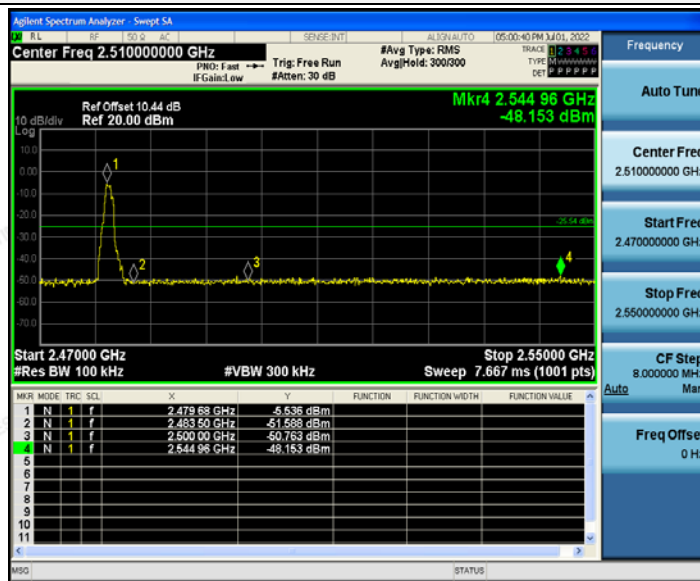 Agilent Spectrum Analyzer - Swept SA
RL RF 50 Ω AC SENSE:INT ALIGN AUTO 05:00:40 PM Jul 01, 2022
Center Freq 2.510000000 GHz
PNO: Fast
IFGain:Low
Trig: Free Run
#Atten: 30 dB
#Avg Type: RMS
Avg|Hold: 300/300
TRACE 1 2 3 4 5 6
TYPE M W W W W W
DET P P P P P P
Ref Offset 10.44 dB
10 dB/div Ref 20.00 dBm
Log
Mkr4 2.544 96 GHz
-48.153 dBm
10.0
0.00
-10.0
-20.0
-30.0
-40.0
-50.0
-60.0
-70.0
1
2
3
4
-25.54 dBm
Start 2.47000 GHz Stop 2.55000 GHz
#Res BW 100 kHz #VBW 300 kHz Sweep 7.667 ms (1001 pts)
MKR MODE TRC SCL X Y FUNCTION FUNCTION WIDTH FUNCTION VALUE
1 N 1 f 2.479 68 GHz -5.536 dBm
2 N 1 f 2.483 50 GHz -51.588 dBm
3 N 1 f 2.500 00 GHz -50.763 dBm
4 N 1 f 2.544 96 GHz -48.153 dBm
5
6
7
8
9
10
11
MSG STATUS
Frequency
Auto Tune
Center Freq
2.510000000 GHz
Start Freq
2.470000000 GHz
Stop Freq
2.550000000 GHz
CF Step
8.000000 MHz
Auto Man
Freq Offset
0 Hz